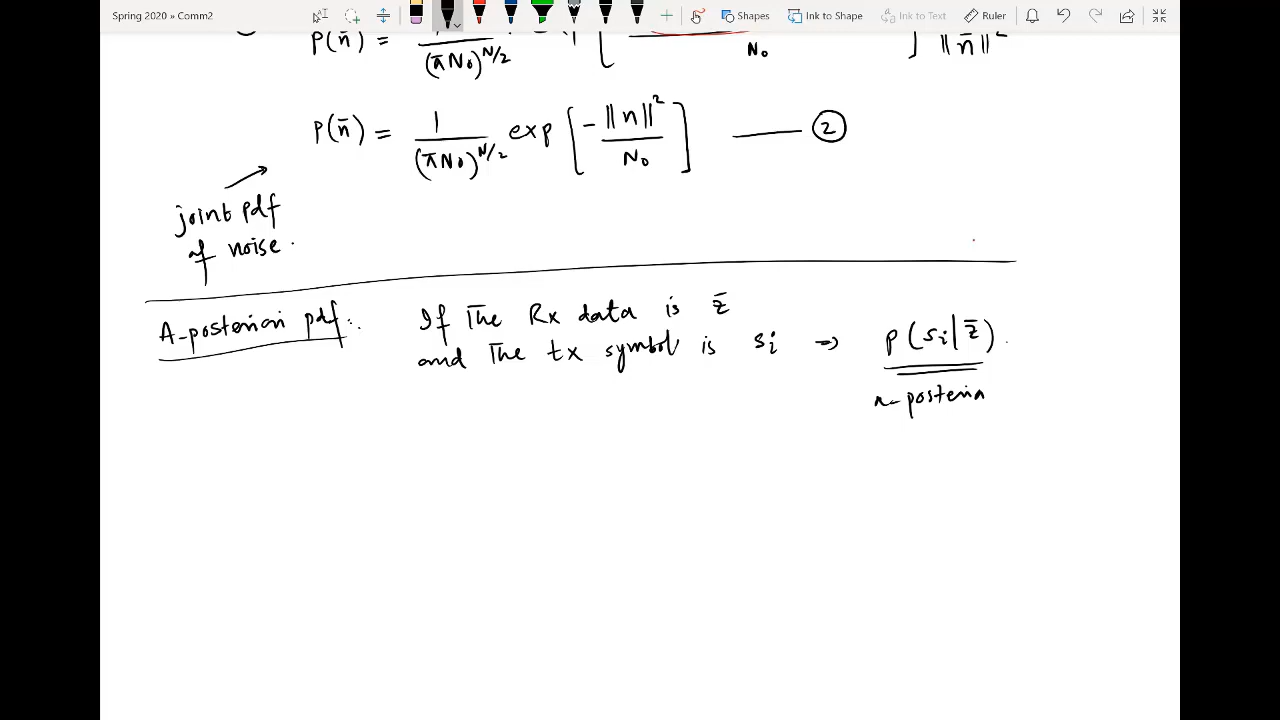 Spring 2020 » Comm2
Shapes Ink to Shape Ink to Text Ruler
p(n̄) = (πN₀)^N/2 N₀ ] ‖n̄‖²
p(n̄) = 1/(πN₀)^N/2 exp [ -‖n‖²/N₀ ] —— ②
joint pdf
of noise.
A-posteriori pdf:. If the Rx data is z̄
and the tx symbol is si ⇒ p(si|z̄)
a-posteriori